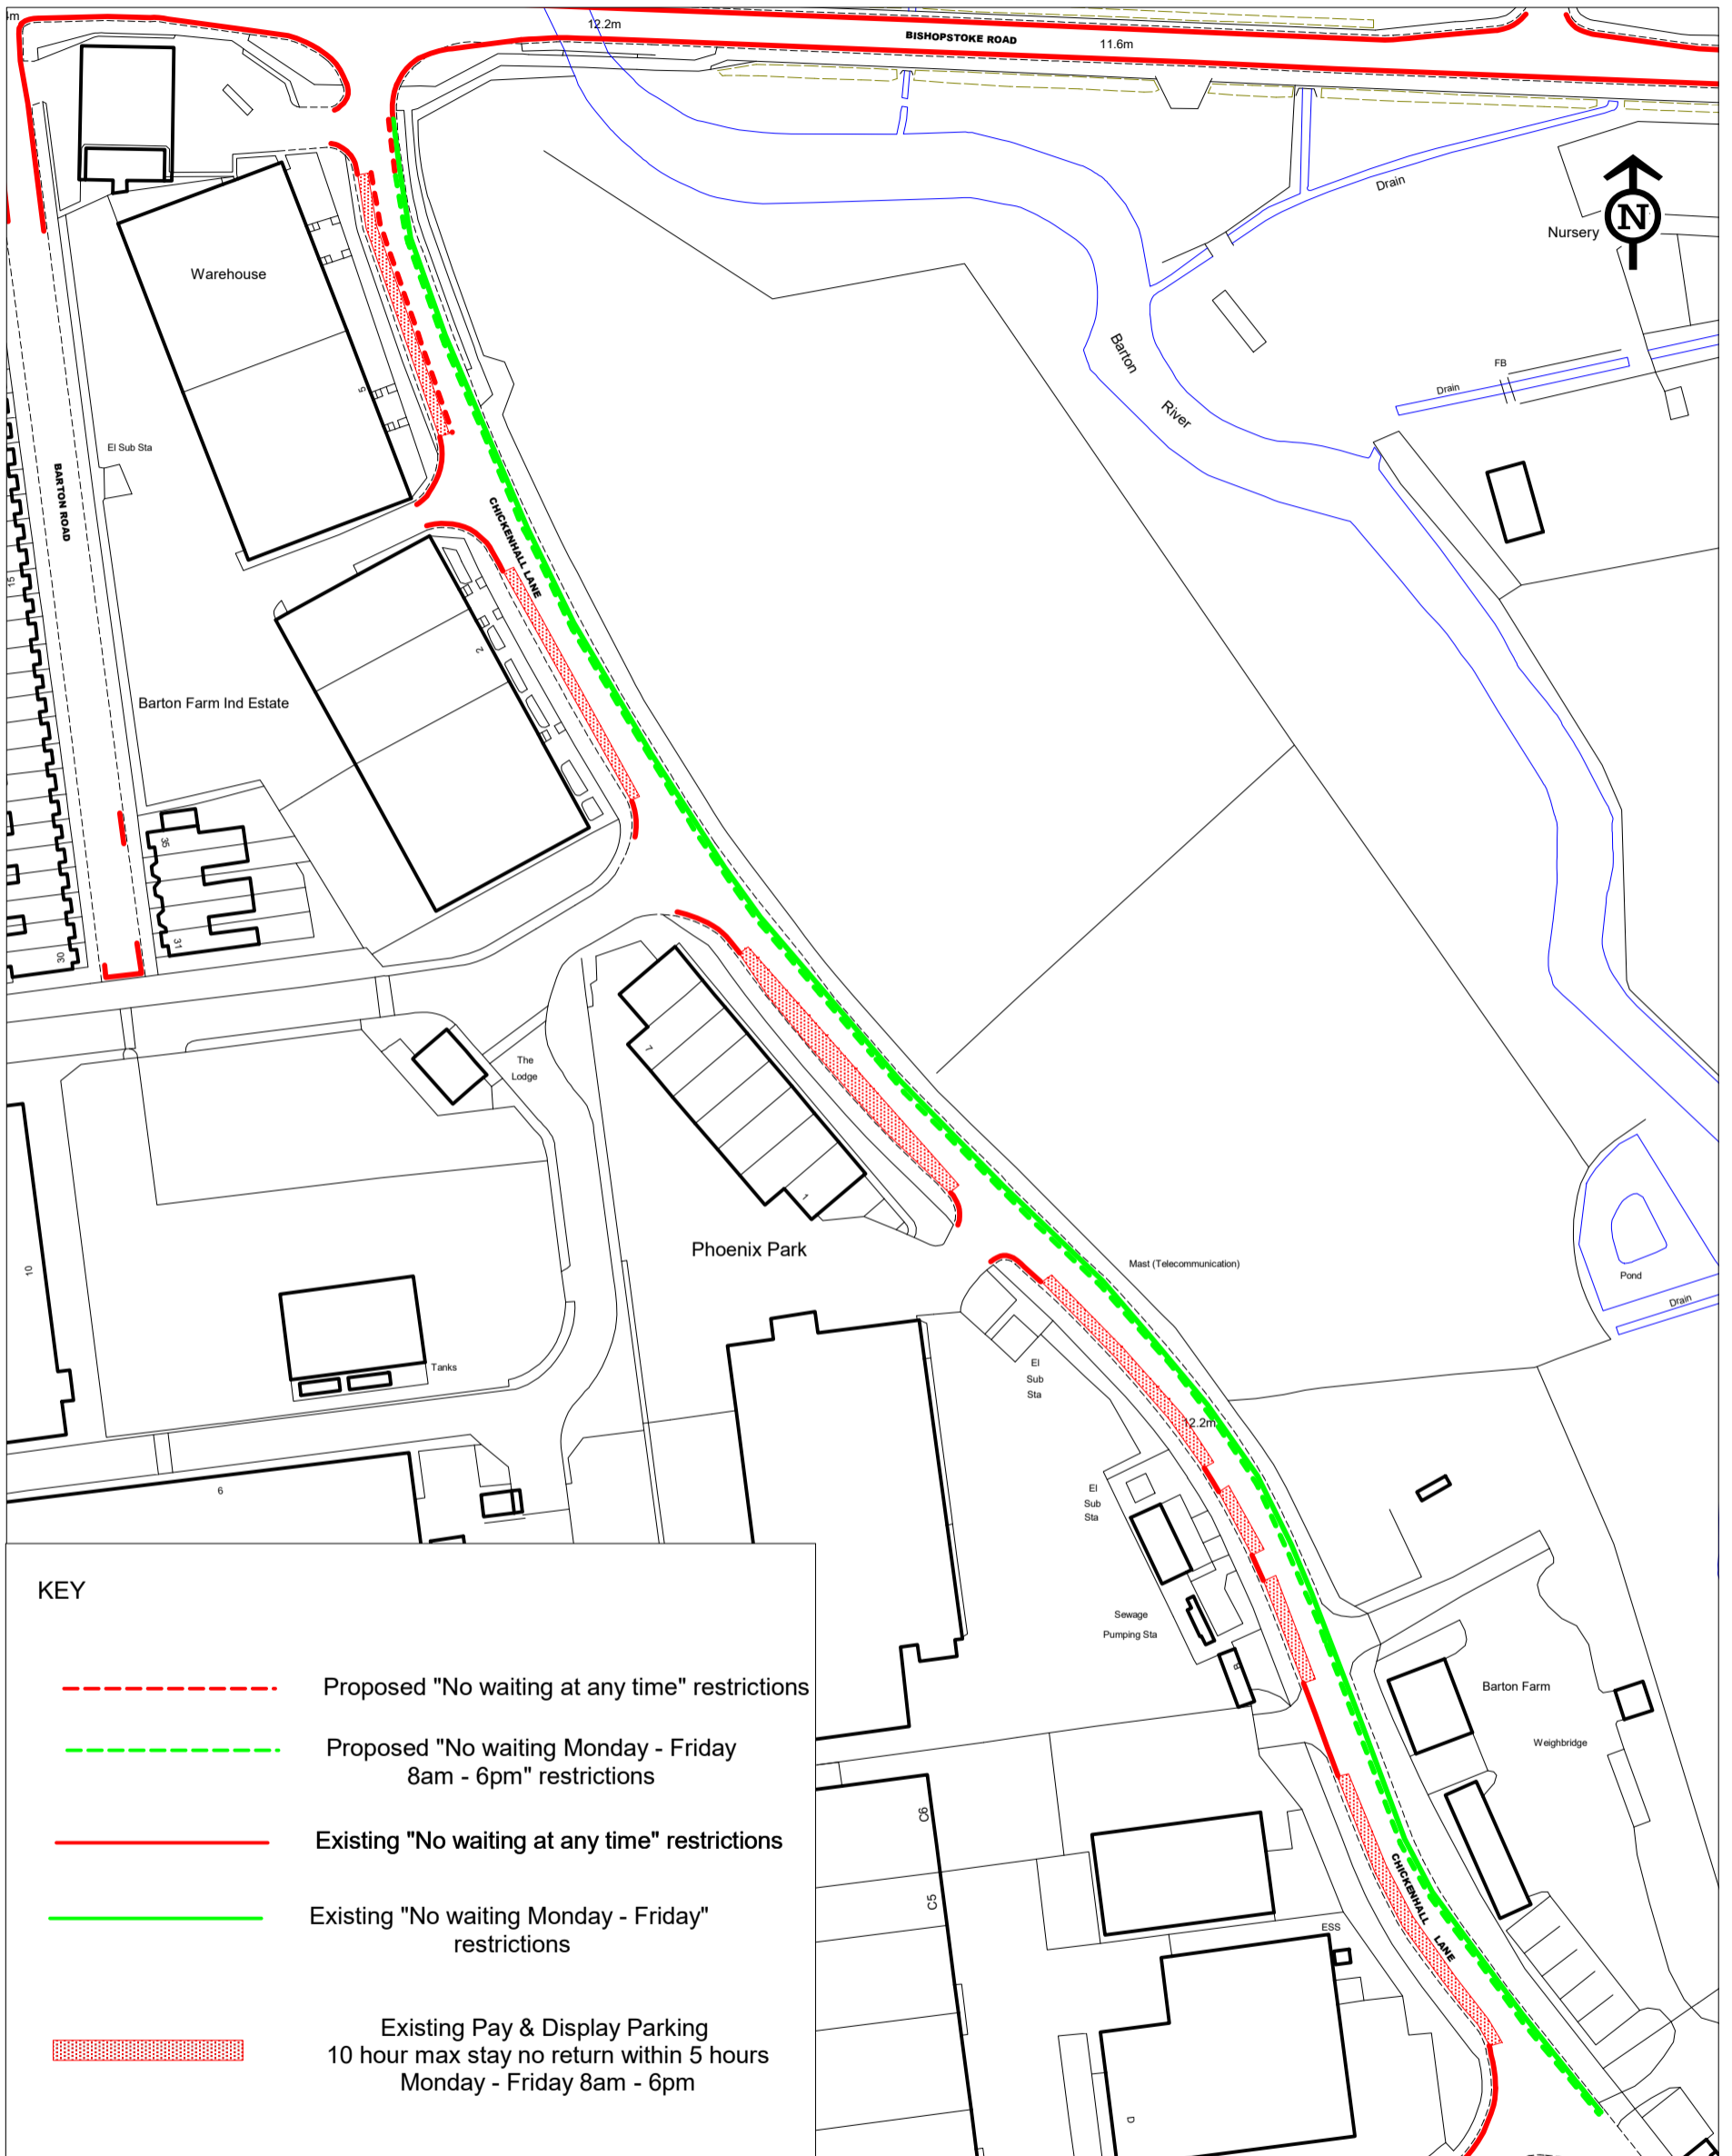 12.2m
BISHOPSTOKE ROAD
11.6m
Drain
N
Nursery
Warehouse
Barton
River
FB
Drain
5
El Sub Sta
BARTON ROAD
CHICKENHALL LANE
15
2
Barton Farm Ind Estate
35
31
30
The
Lodge
7
1
Phoenix Park
Mast (Telecommunication)
Pond
Drain
10
Tanks
El
Sub
Sta
12.2m
6
El
Sub
Sta
Sewage
Pumping Sta
B
Barton Farm
Weighbridge
C6
C5
CHICKENHALL
LANE
ESS
D
KEY
Proposed "No waiting at any time" restrictions
Proposed "No waiting Monday - Friday
8am - 6pm" restrictions
Existing "No waiting at any time" restrictions
Existing "No waiting Monday - Friday"
restrictions
Existing Pay & Display Parking
10 hour max stay no return within 5 hours
Monday - Friday 8am - 6pm